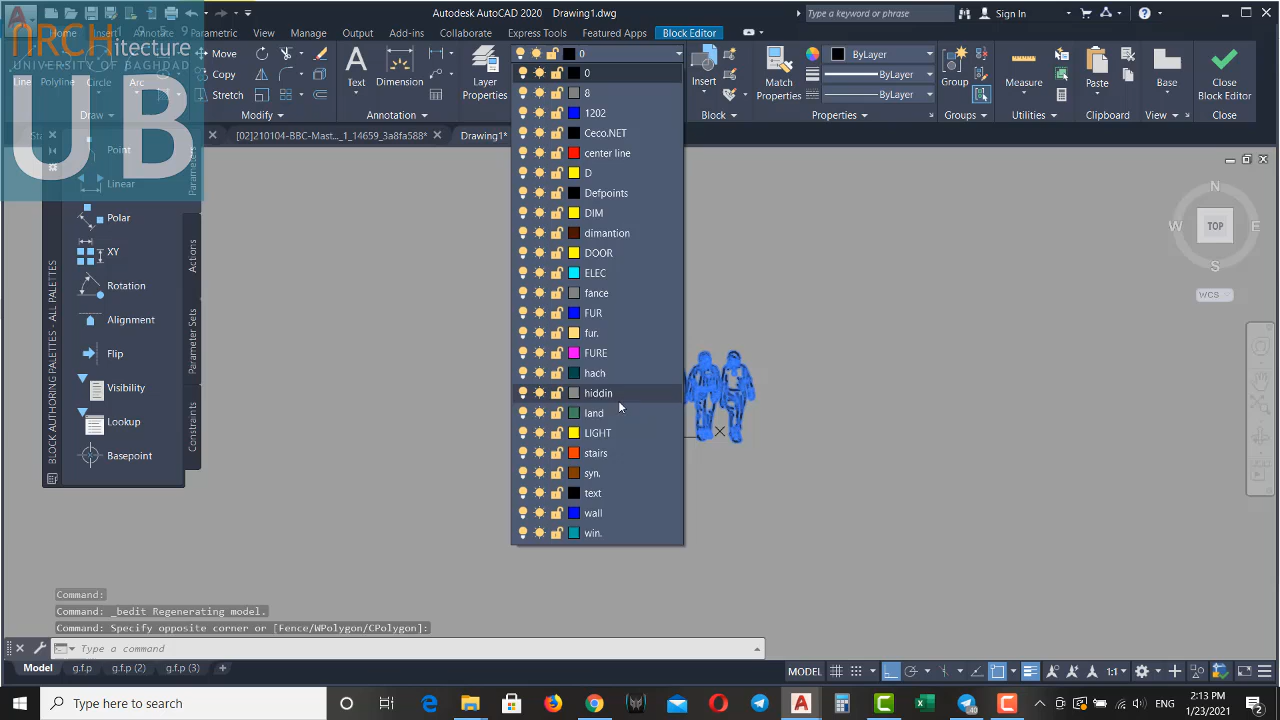 Autodesk AutoCAD 2020 Drawing1.dwg
Type a keyword or phrase
Sign In
ARCHitecture
UNIVERSITY OF BAGHDAD
UB
Home
Insert
Parametric
View
Manage
Output
Add-ins
Collaborate
Express Tools
Featured Apps
Block Editor
Line
Polyline
Circle
Arc
Move
Copy
Stretch
Text
Dimension
Layer
Properties
0
Insert
Match
Properties
ByLayer
ByLayer
ByLayer
Group
Measure
Paste
Base
Close
Block Editor
Draw
Modify
Annotation
Block
Properties
Groups
Utilities
Clipboard
View
Close
[02]210104-BBC-Mast..._1_14659_3a8fa588*
Drawing1*
0
8
1202
Ceco.NET
center line
D
Defpoints
DIM
dimantion
DOOR
ELEC
fance
FUR
fur.
FURE
hach
hiddin
land
LIGHT
stairs
syn.
text
wall
win.
Point
Linear
Polar
XY
Rotation
Alignment
Flip
Visibility
Lookup
Basepoint
Parameters
Actions
Parameter Sets
Constraints
BLOCK AUTHORING PALETTES - ALL PALETTES
N
W
TOP
E
S
WCS
Command:
Command: _bedit Regenerating model.
Command: Specify opposite corner or [Fence/WPolygon/CPolygon]:
Type a command
Model
g.f.p
g.f.p (2)
g.f.p (3)
MODEL
1:1
Type here to search
2:13 PM
1/23/2021